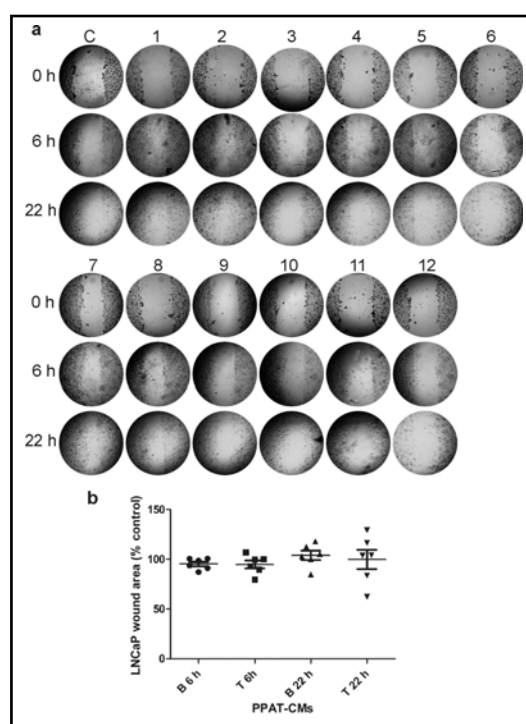 a
C 1 2 3 4 5 6
0 h
6 h
22 h
7 8 9 10 11 12
0 h
6 h
22 h
b
LNCaP wound area (% control)
150
100
50
0
B 6 h T 6h B 22 h T 22 h
PPAT-CMs